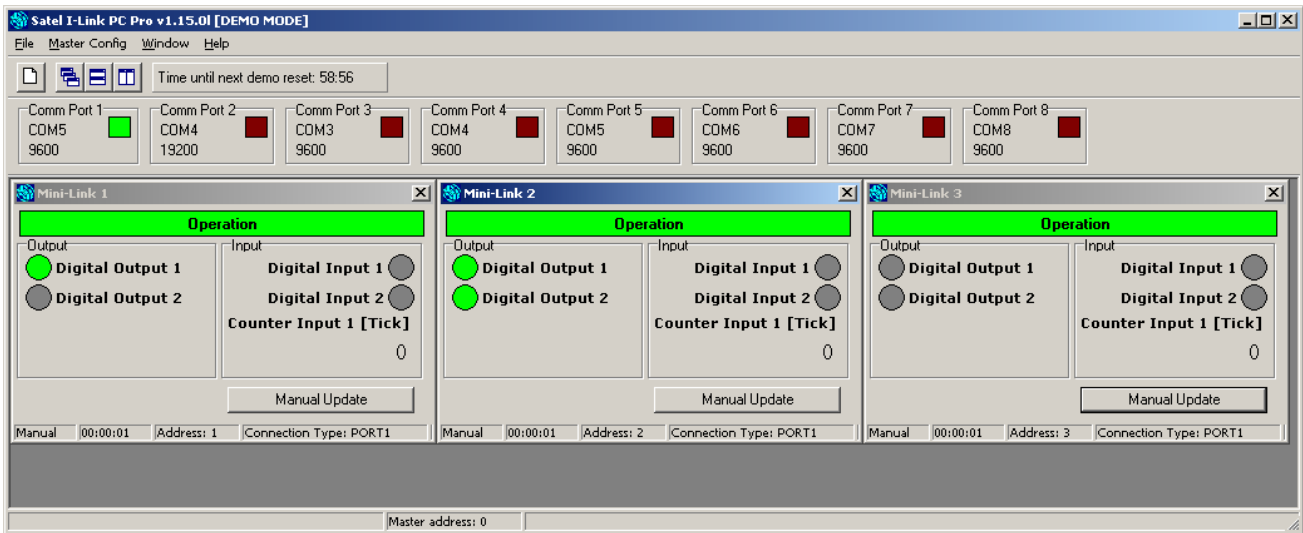 Satel I-Link PC Pro v1.15.0l [DEMO MODE]
File Master Config Window Help
Time until next demo reset: 58:56
Comm Port 1 Comm Port 2 Comm Port 3 Comm Port 4 Comm Port 5 Comm Port 6 Comm Port 7 Comm Port 8
COM5 COM4 COM3 COM4 COM5 COM6 COM7 COM8
9600 19200 9600 9600 9600 9600 9600 9600
Mini-Link 1
Operation
Output Input
Digital Output 1 Digital Input 1
Digital Output 2 Digital Input 2
Counter Input 1 [Tick]
0
Manual Update
Manual 00:00:01 Address: 1 Connection Type: PORT1
Mini-Link 2
Operation
Output Input
Digital Output 1 Digital Input 1
Digital Output 2 Digital Input 2
Counter Input 1 [Tick]
0
Manual Update
Manual 00:00:01 Address: 2 Connection Type: PORT1
Mini-Link 3
Operation
Output Input
Digital Output 1 Digital Input 1
Digital Output 2 Digital Input 2
Counter Input 1 [Tick]
0
Manual Update
Manual 00:00:01 Address: 3 Connection Type: PORT1
Master address: 0